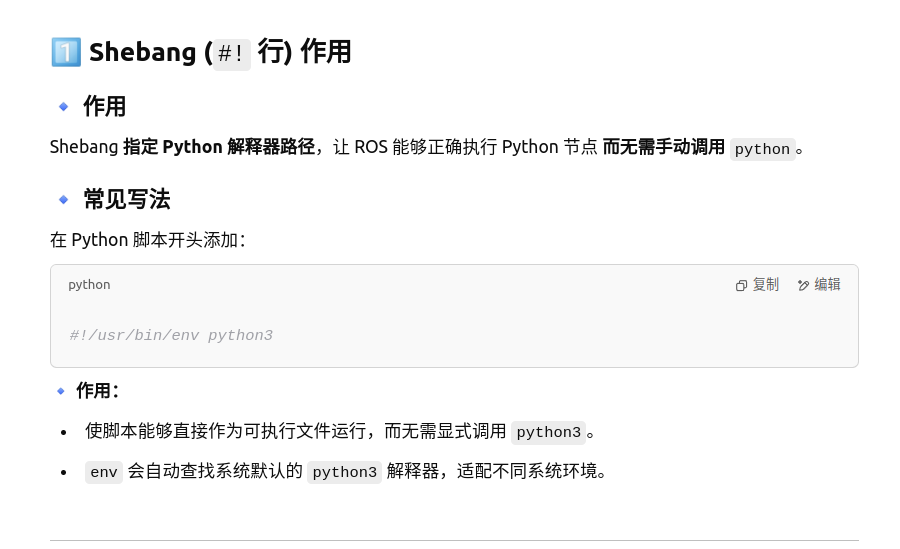 1️⃣ Shebang (#! 行) 作用
🔹 作用
Shebang 指定 Python 解释器路径，让 ROS 能够正确执行 Python 节点 而无需手动调用 python。
🔹 常见写法
在 Python 脚本开头添加：
python 复制 编辑
#!/usr/bin/env python3
🔹 作用：
• 使脚本能够直接作为可执行文件运行，而无需显式调用 python3。
• env 会自动查找系统默认的 python3 解释器，适配不同系统环境。